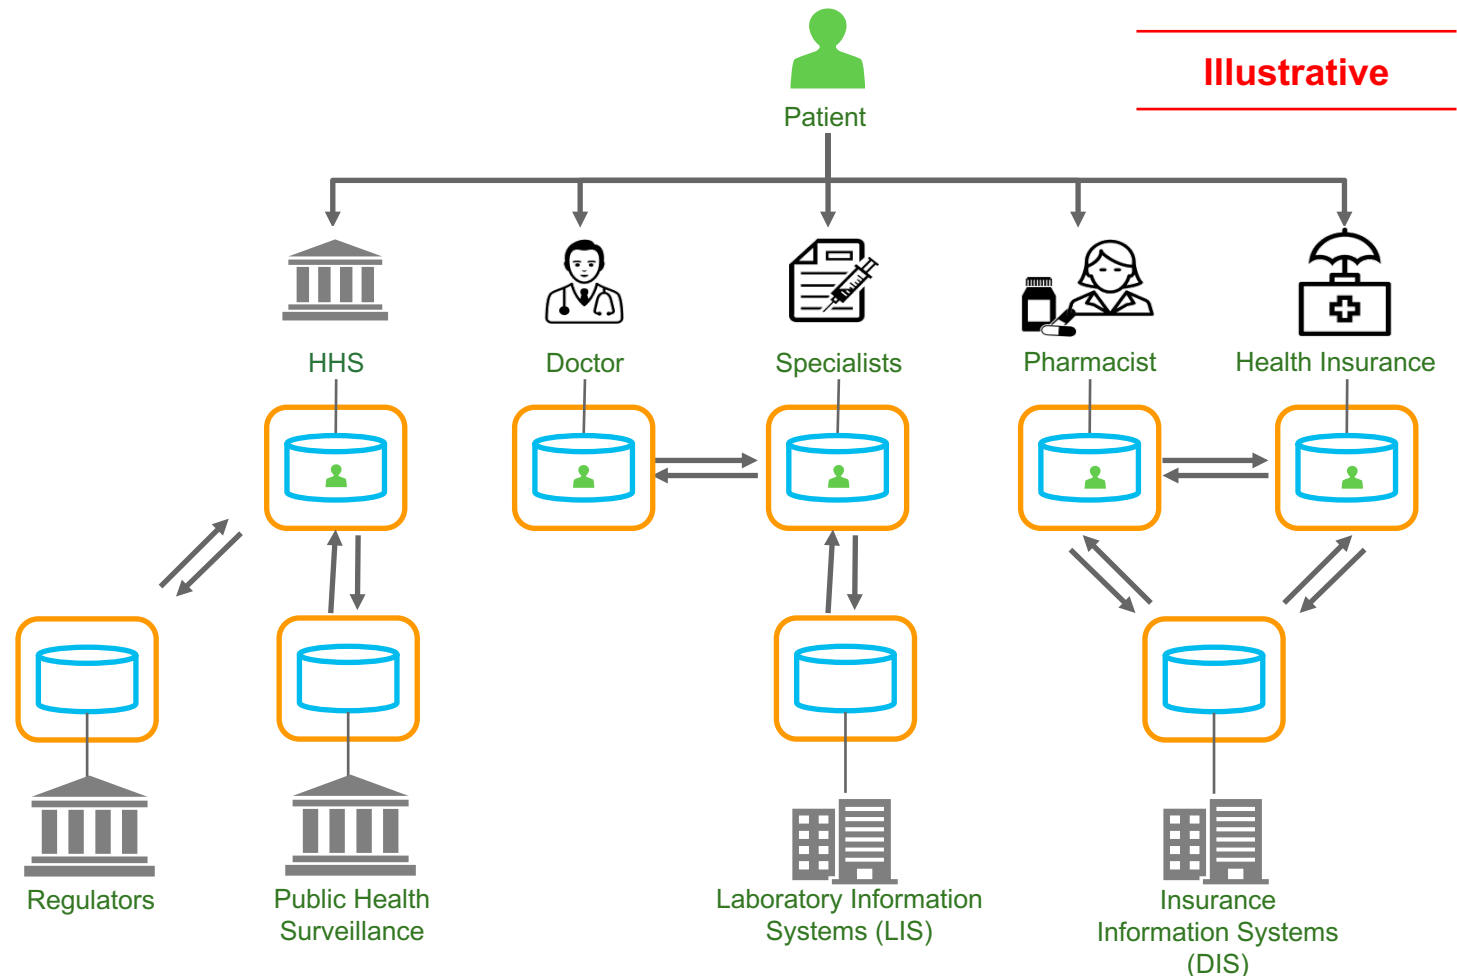 Illustrative
Patient
HHS
Doctor
Specialists
Pharmacist
Health Insurance
Regulators
Public Health
Surveillance
Laboratory Information
Systems (LIS)
Insurance
Information Systems
(DIS)